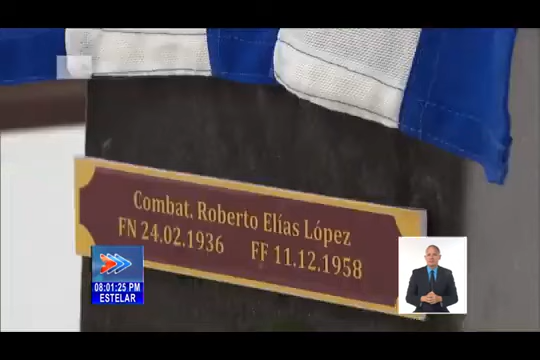 Combat. Roberto Elías López
FN 24.02.1936 FF 11.12.1958
08:01:25 PM
ESTELAR